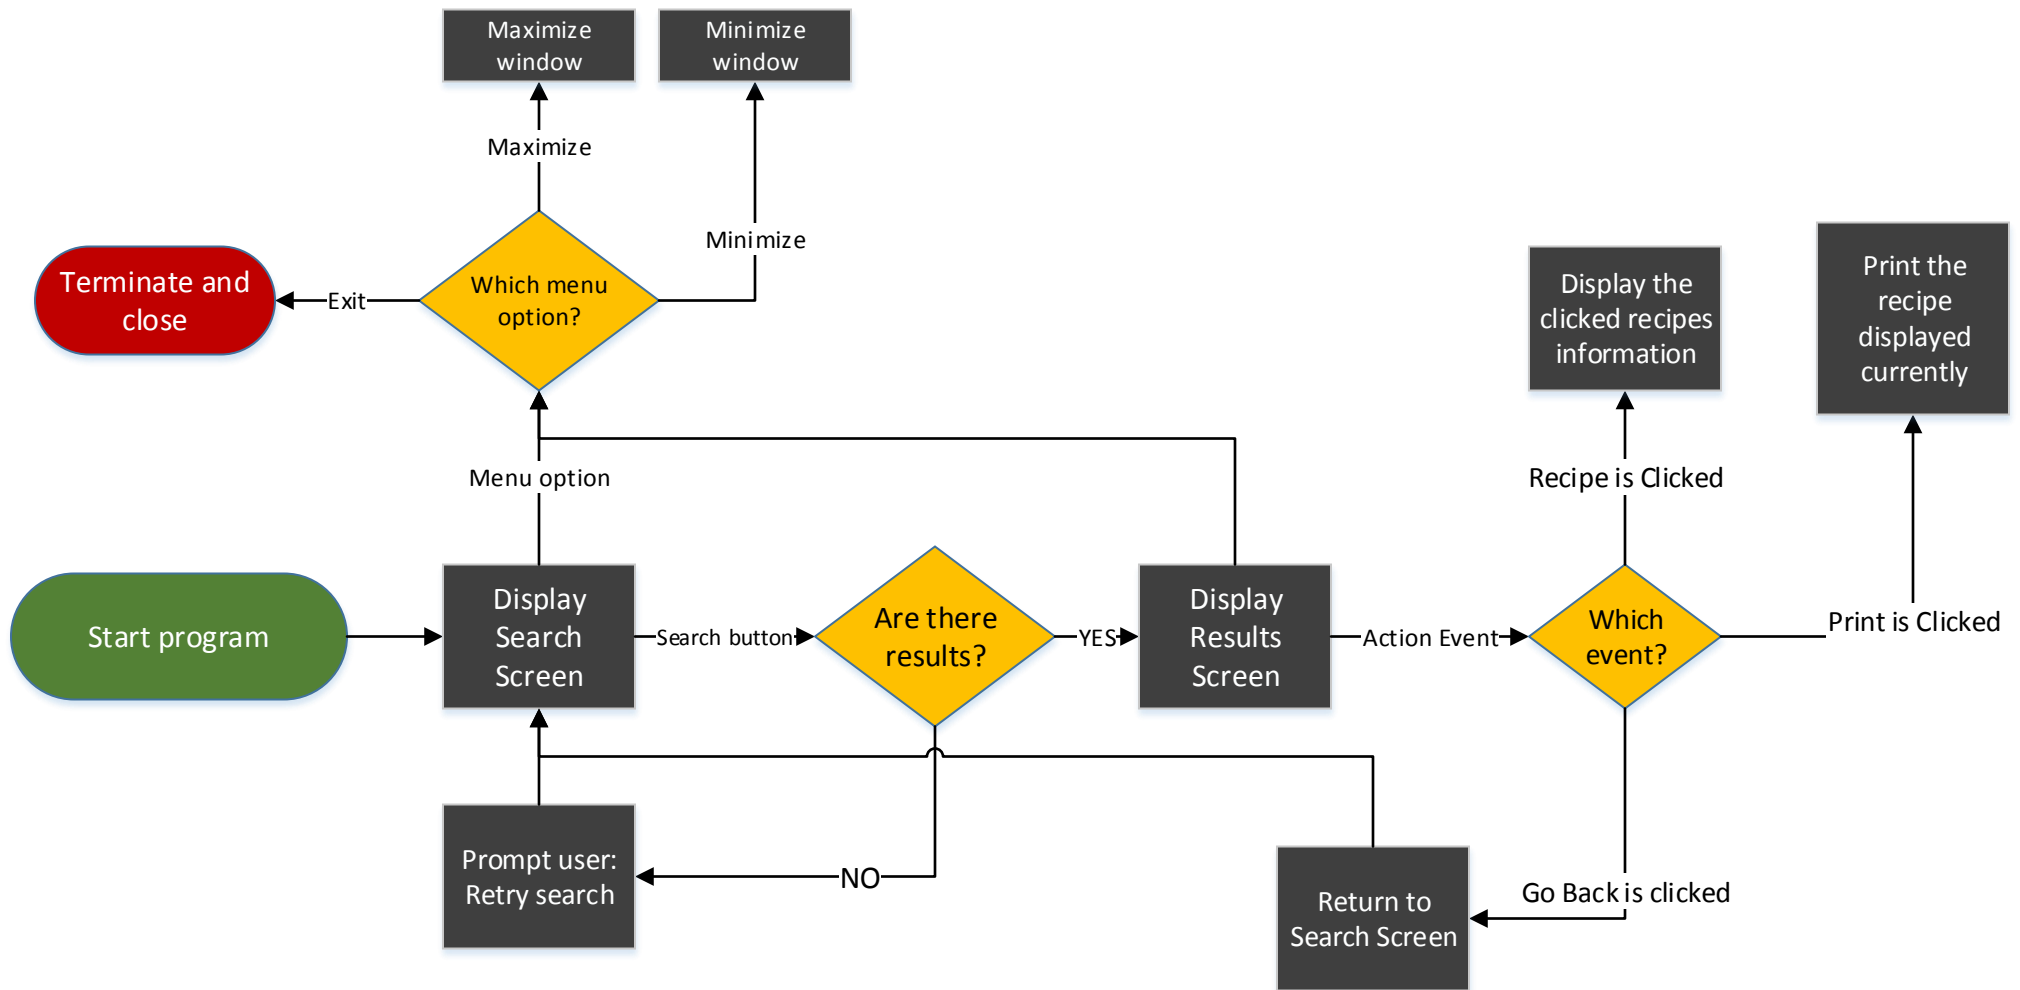 Maximize
window
Minimize
window
Maximize
Minimize
Terminate and
close
Exit
Which menu
option?
Display the
clicked recipes
information
Print the
recipe
displayed
currently
Menu option
Recipe is Clicked
Start program
Display
Search
Screen
Search button
Are there
results?
YES
Display
Results
Screen
Action Event
Which
event?
Print is Clicked
Prompt user:
Retry search
NO
Return to
Search Screen
Go Back is clicked